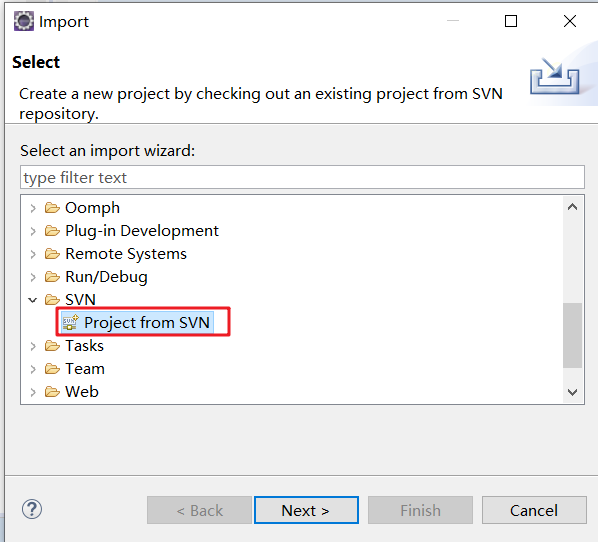 Import
Select
Create a new project by checking out an existing project from SVN
repository.
Select an import wizard:
type filter text
Oomph
Plug-in Development
Remote Systems
Run/Debug
SVN
Project from SVN
Tasks
Team
Web
< Back
Next >
Finish
Cancel